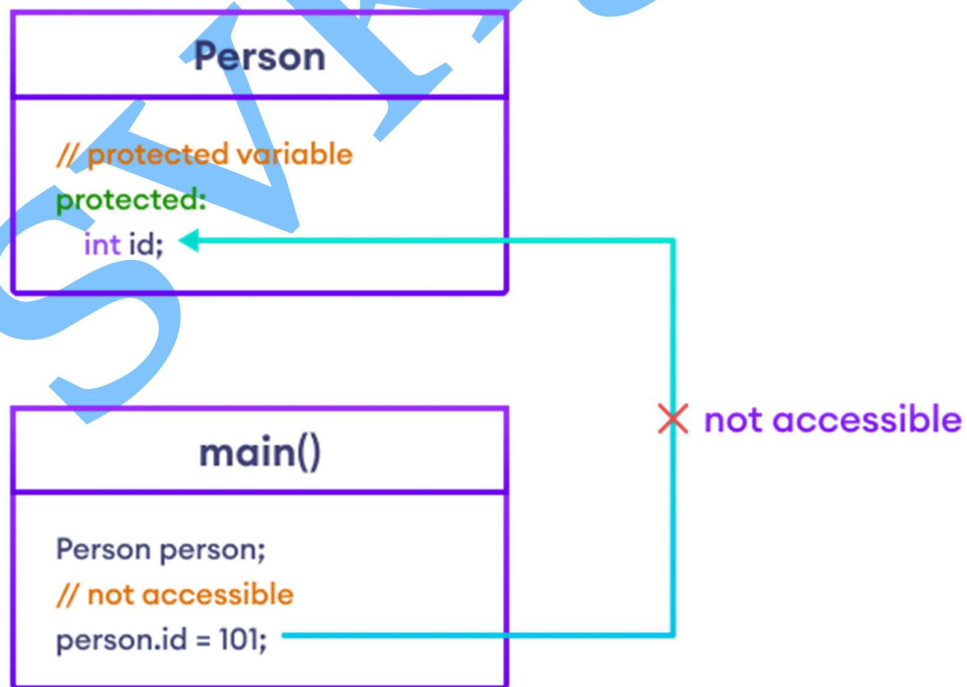 Person
// protected variable
protected:
int id;
not accessible
main()
Person person;
// not accessible
person.id = 101;